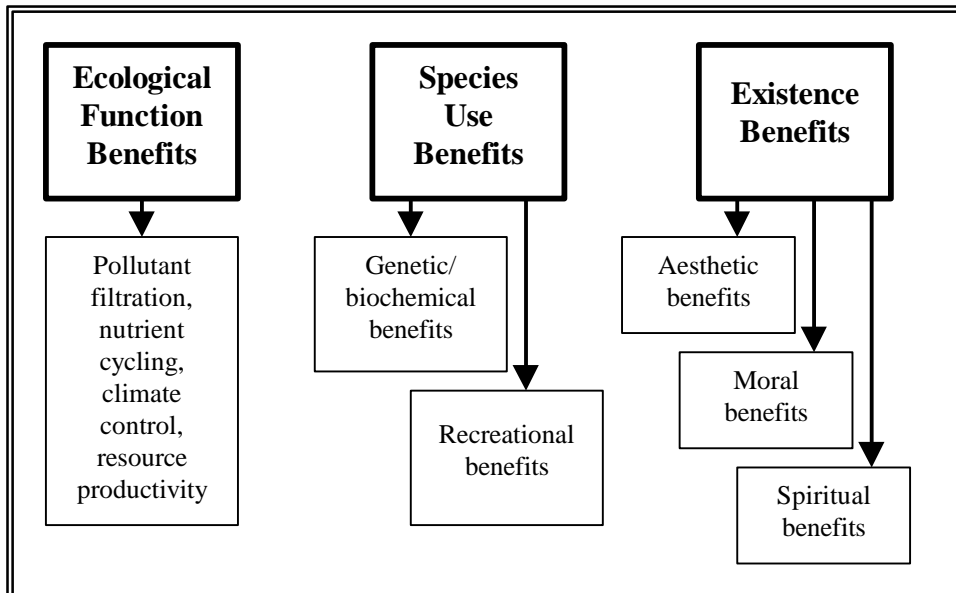 Ecological
Function
Benefits
Pollutant
filtration,
nutrient
cycling,
climate
control,
resource
productivity
Species
Use
Benefits
Genetic/
biochemical
benefits
Recreational
benefits
Existence
Benefits
Aesthetic
benefits
Moral
benefits
Spiritual
benefits